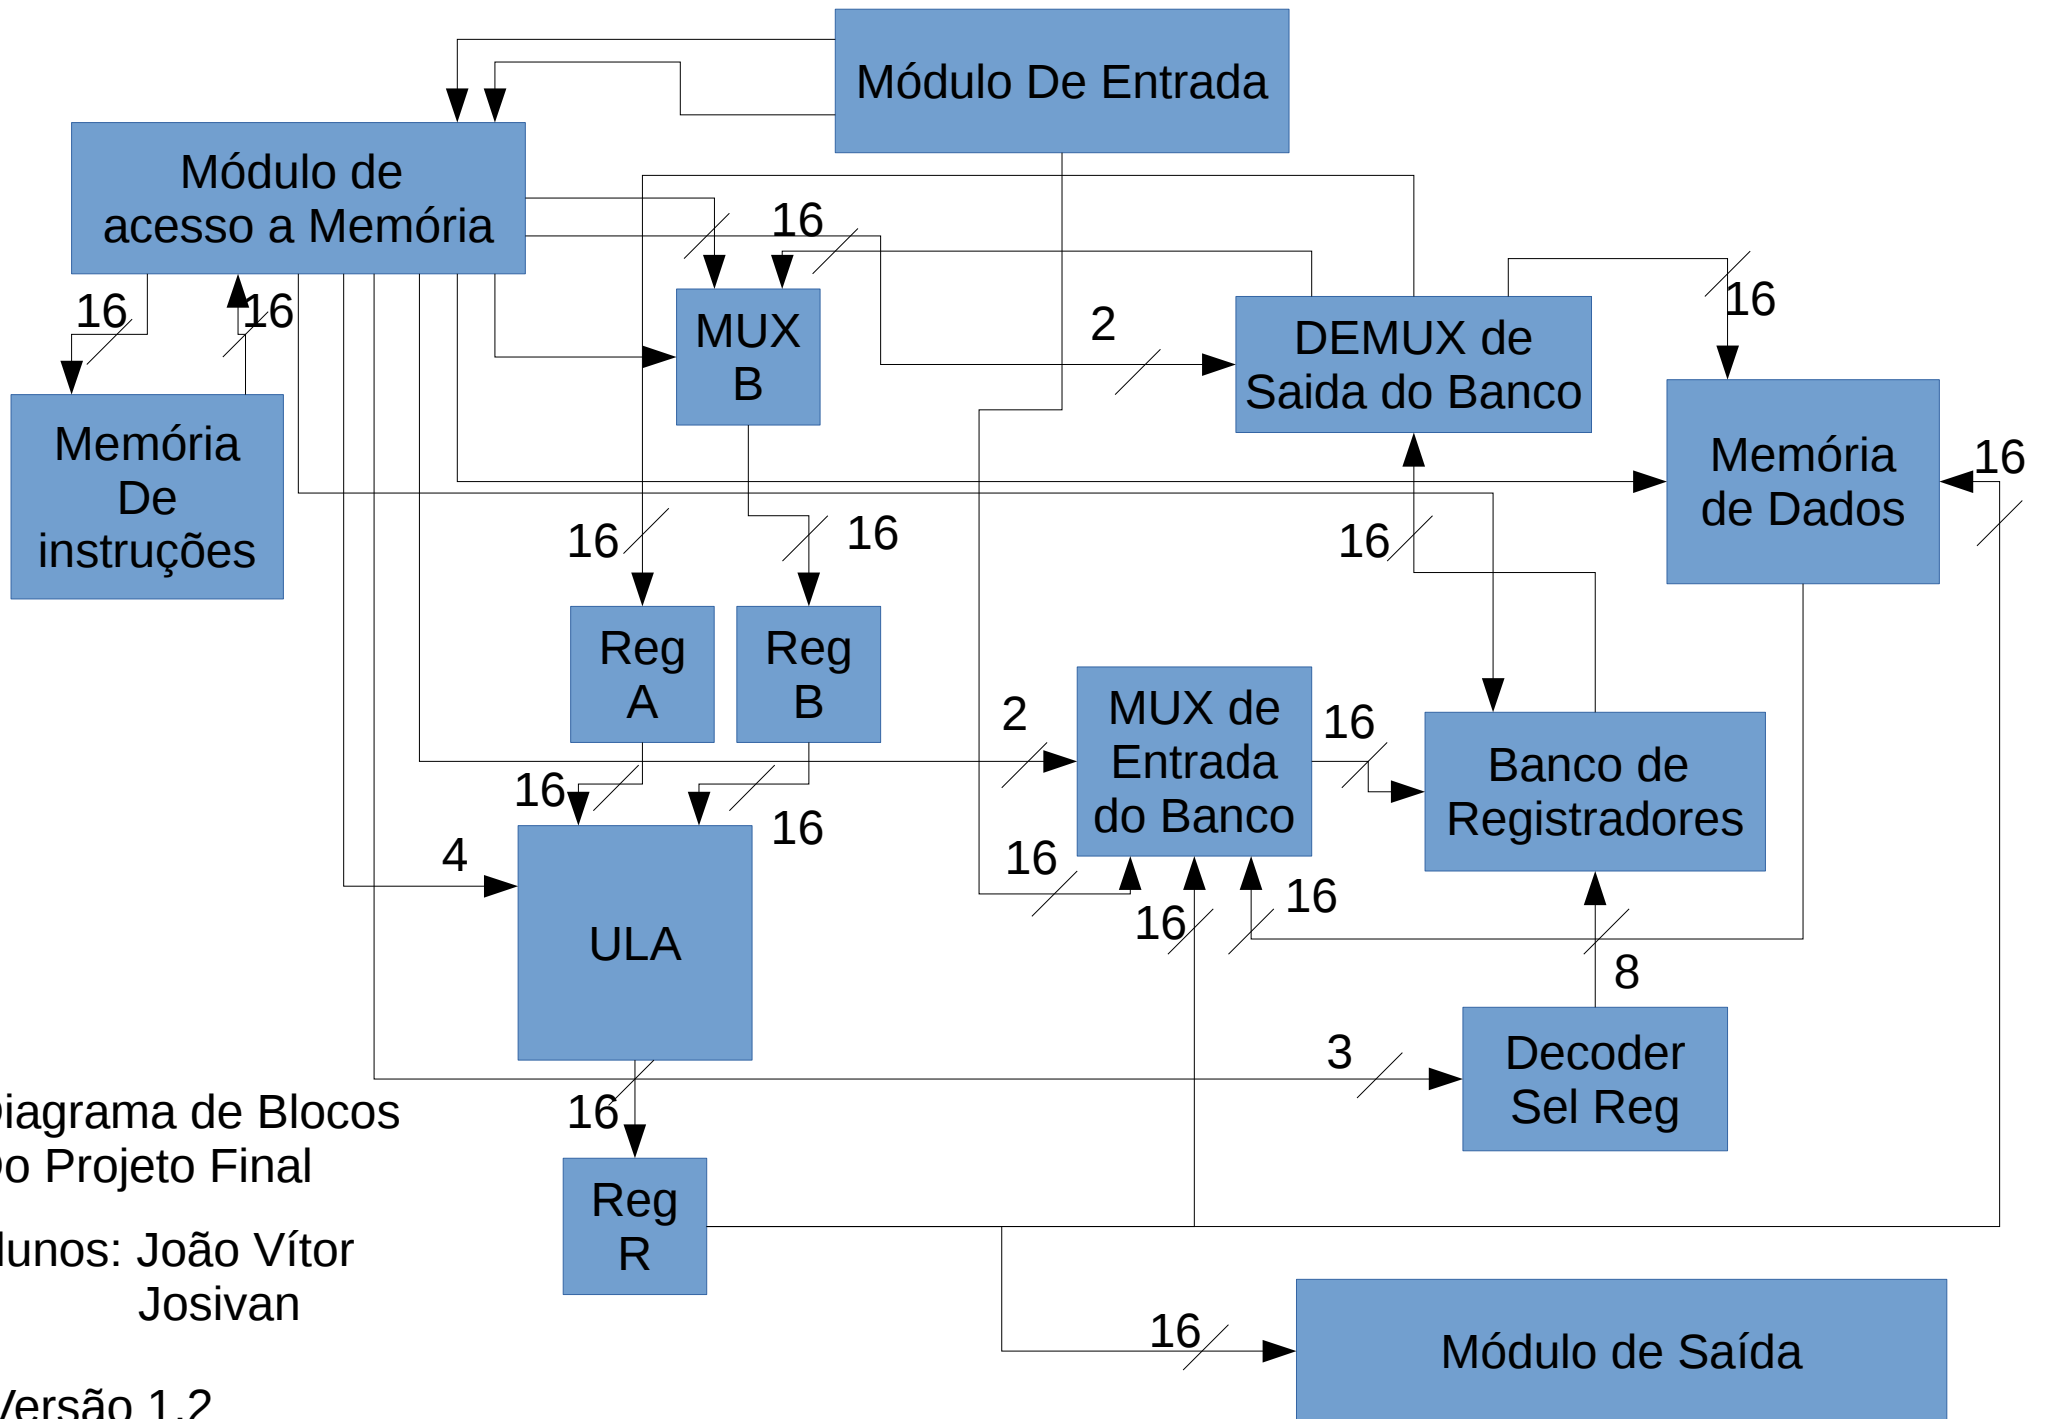 Módulo De Entrada
Módulo de
acesso a Memória
16
16
16
MUX
B
2
DEMUX de
Saida do Banco
16
Memória
De
instruções
Memória
de Dados
16
16
16
16
Reg
A
Reg
B
2
MUX de
Entrada
do Banco
16
Banco de
Registradores
16
16
4
ULA
16
16
16
8
3
Decoder
Sel Reg
16
iagrama de Blocos
o Projeto Final
Reg
R
lunos: João Vítor
Josivan
16
Módulo de Saída
Versão 1.2